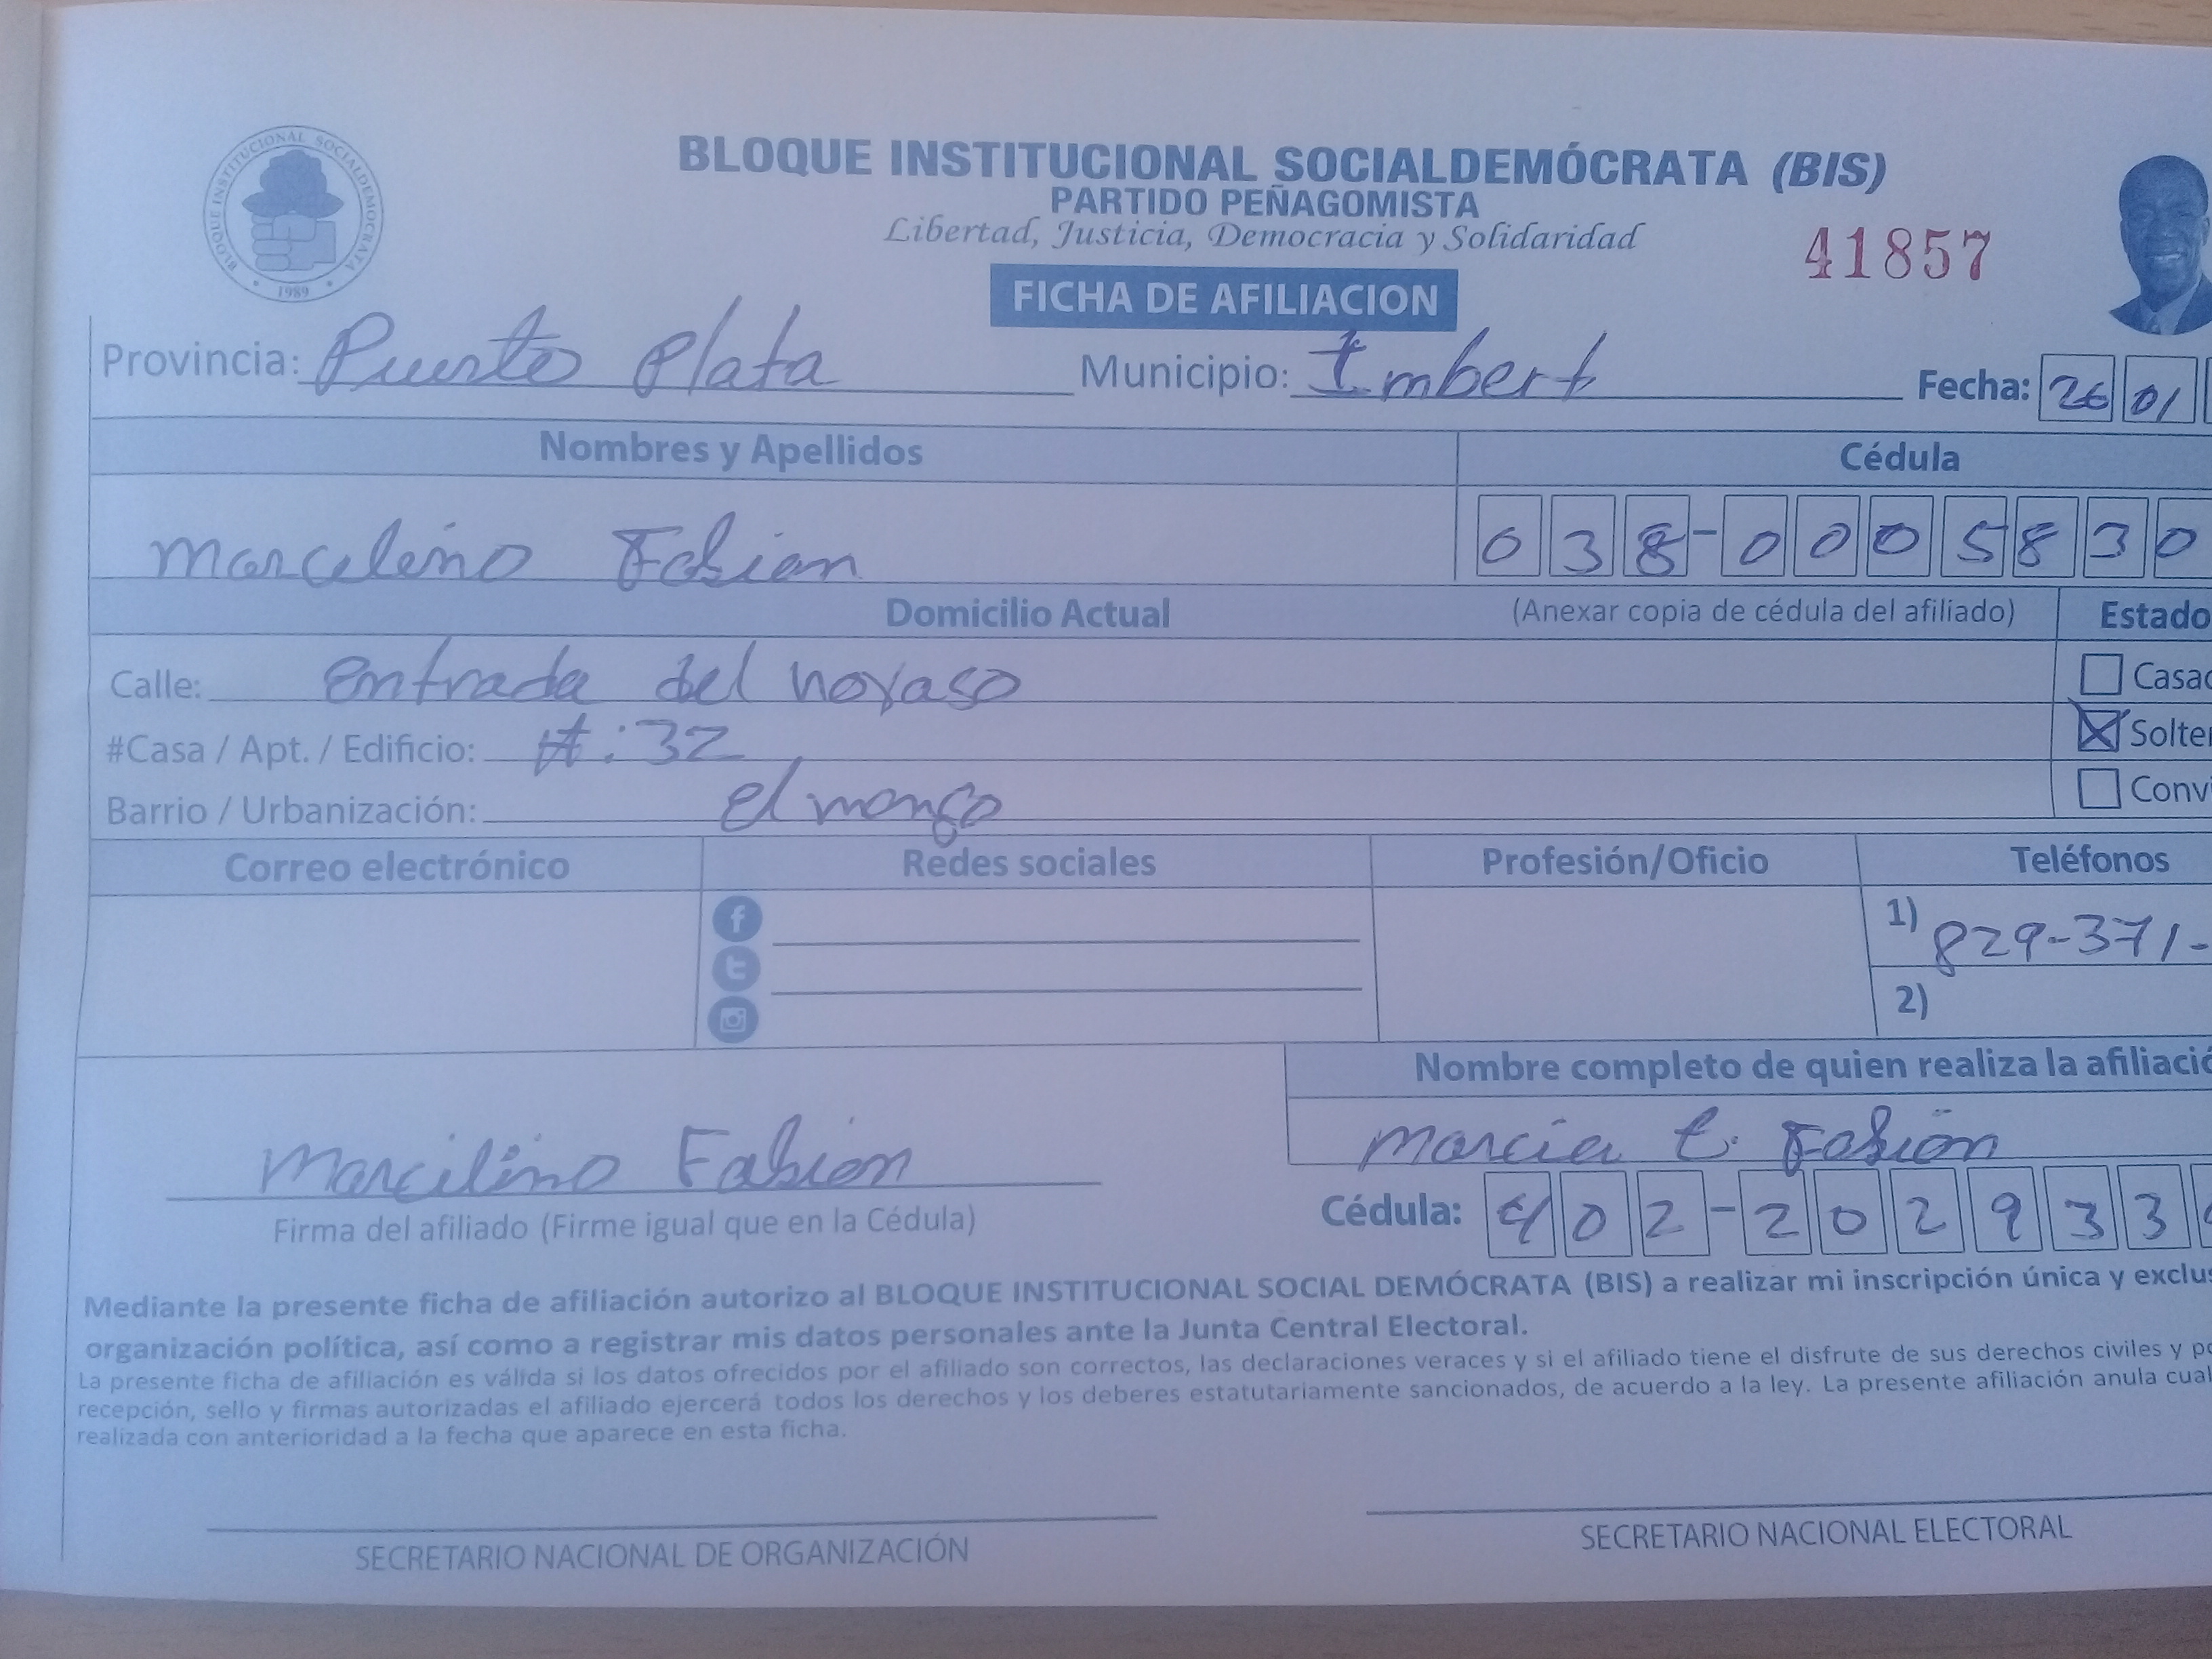 BLOQUE INSTITUCIONAL SOCIALDEMÓCRATA
1989
BLOQUE INSTITUCIONAL SOCIALDEMÓCRATA (BIS)
PARTIDO PEÑAGOMISTA
Libertad, Justicia, Democracia y Solidaridad
41857
FICHA DE AFILIACION
Provincia: Puerto Plata Municipio: Imbert Fecha: 26 01
Nombres y Apellidos Cédula
Marceleino Fabian 038-0005830
Domicilio Actual (Anexar copia de cédula del afiliado) Estado
Calle: entrada del hoyaso Casad
#Casa / Apt. / Edificio: #:32 Solter
Barrio / Urbanización: el Conv
Correo electrónico Redes sociales Profesión/Oficio Teléfonos
1) 829-371-
2)
Nombre completo de quien realiza la afiliació
Marcia E. Fabian
Marcilino Fabian
Firma del afiliado (Firme igual que en la Cédula)
Cédula: 402-202933
Mediante la presente ficha de afiliación autorizo al BLOQUE INSTITUCIONAL SOCIAL DEMÓCRATA (BIS) a realizar mi inscripción única y exclus
organización política, así como a registrar mis datos personales ante la Junta Central Electoral.
La presente ficha de afiliación es válida si los datos ofrecidos por el afiliado son correctos, las declaraciones veraces y si el afiliado tiene el disfrute de sus derechos civiles y po
recepción, sello y firmas autorizadas el afiliado ejercerá todos los derechos y los deberes estatutariamente sancionados, de acuerdo a la ley. La presente afiliación anula cual
realizada con anterioridad a la fecha que aparece en esta ficha.
SECRETARIO NACIONAL DE ORGANIZACIÓN SECRETARIO NACIONAL ELECTORAL